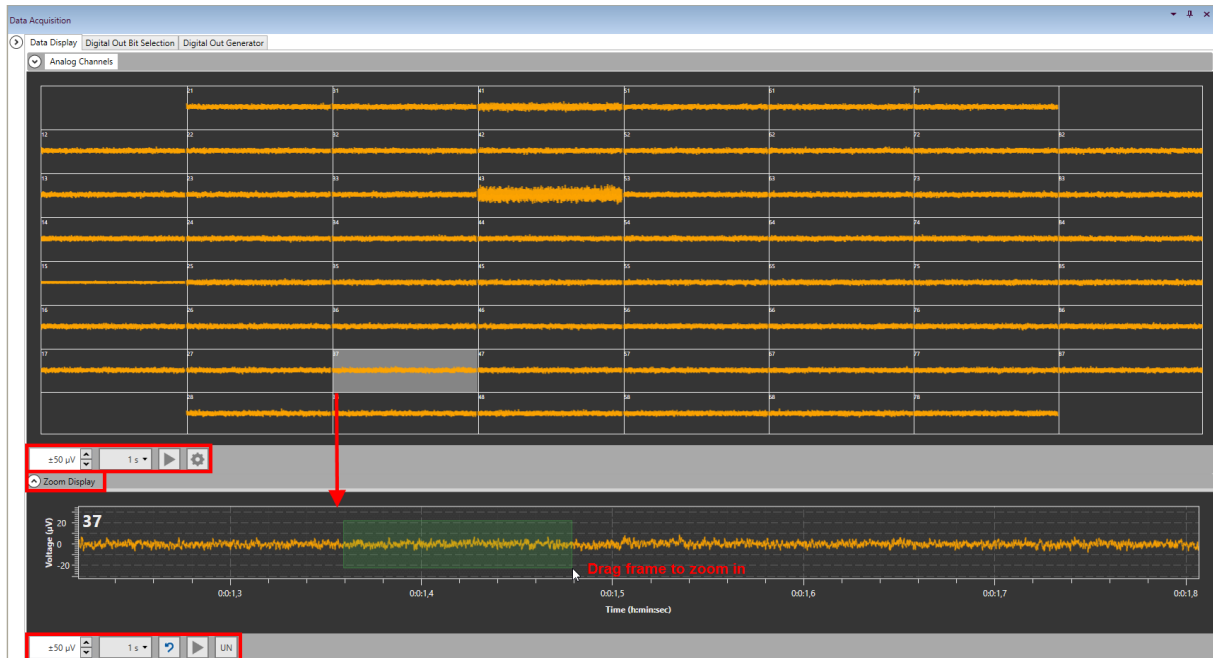 Data Acquisition
Data Display Digital Out Bit Selection Digital Out Generator
Analog Channels
21 31 41 51 61 71
12 22 32 42 52 62 72 82
13 23 33 43 53 63 73 83
14 24 34 44 54 64 74 84
15 25 35 45 55 65 75 85
16 26 36 46 56 66 76 86
17 27 37 47 57 67 77 87
28 48 58 68 78
±50 µV 1 s
Zoom Display
37
Voltage (µV)
20
0
-20
Drag frame to zoom in
0:0:1,3 0:0:1,4 0:0:1,5 0:0:1,6 0:0:1,7 0:0:1,8
Time (h:min:sec)
±50 µV 1 s UN